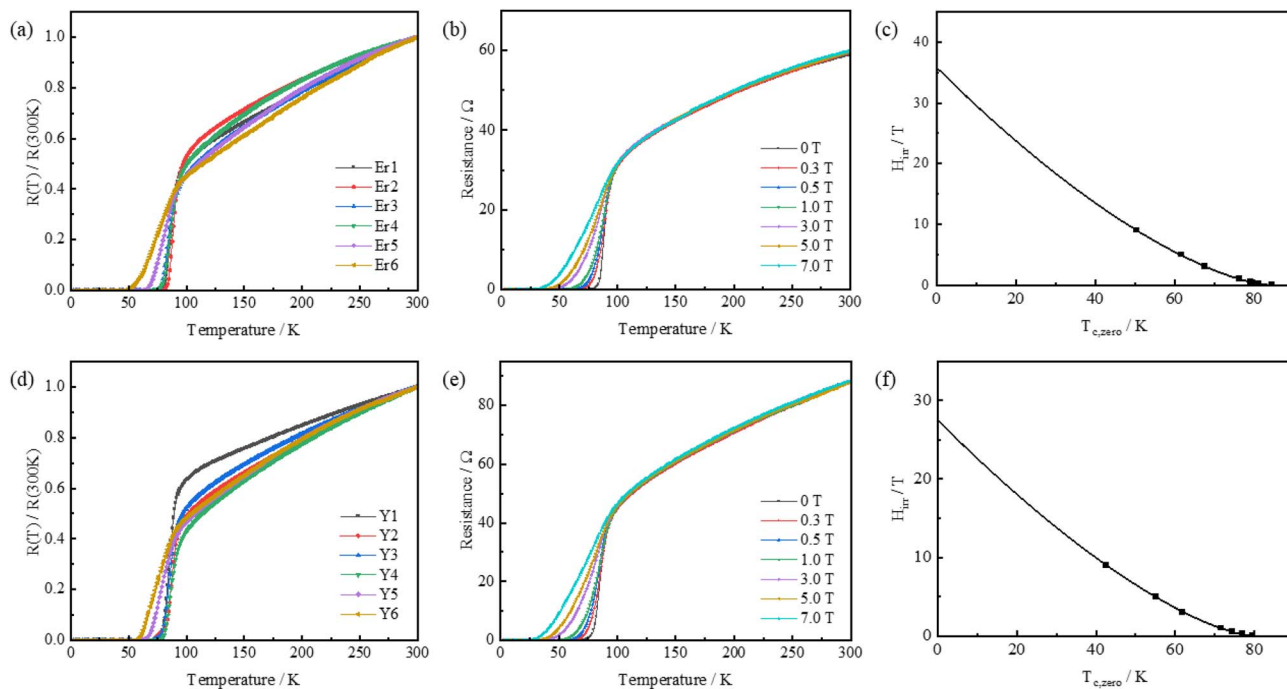 (a)
1.0
0.8
0.6
0.4
0.2
0.0
R(T) / R(300K)
Er1
Er2
Er3
Er4
Er5
Er6
0 50 100 150 200 250 300
Temperature / K
(b)
60
40
20
0
Resistance / Ω
0 T
0.3 T
0.5 T
1.0 T
3.0 T
5.0 T
7.0 T
0 50 100 150 200 250 300
Temperature / K
(c)
40
30
20
10
0
Hirr / T
0 20 40 60 80
Tc,zero / K
(d)
1.0
0.8
0.6
0.4
0.2
0.0
R(T) / R(300K)
Y1
Y2
Y3
Y4
Y5
Y6
0 50 100 150 200 250 300
Temperature / K
(e)
80
60
40
20
0
Resistance / Ω
0 T
0.3 T
0.5 T
1.0 T
3.0 T
5.0 T
7.0 T
0 50 100 150 200 250 300
Temperature / K
(f)
30
20
10
0
Hirr / T
0 20 40 60 80
Tc,zero / K